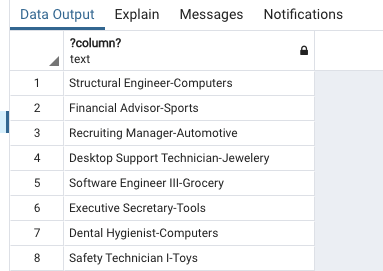 Data Output Explain Messages Notifications
?column?
text
1 Structural Engineer-Computers
2 Financial Advisor-Sports
3 Recruiting Manager-Automotive
4 Desktop Support Technician-Jewelery
5 Software Engineer III-Grocery
6 Executive Secretary-Tools
7 Dental Hygienist-Computers
8 Safety Technician I-Toys